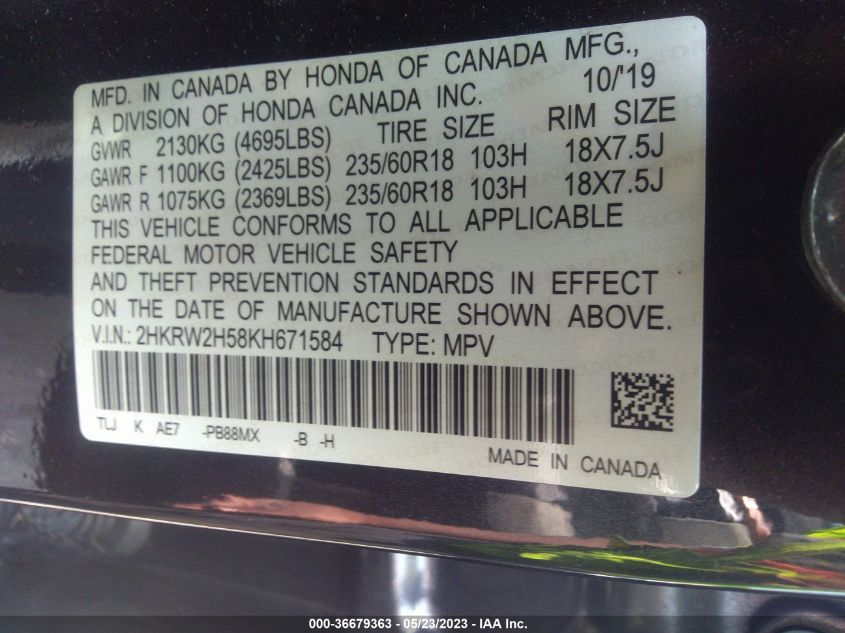 MFD. IN CANADA BY HONDA OF CANADA MFG.,
A DIVISION OF HONDA CANADA INC. 10/'19
GVWR 2130KG (4695LBS) TIRE SIZE RIM SIZE
GAWR F 1100KG (2425LBS) 235/60R18 103H 18X7.5J
GAWR R 1075KG (2369LBS) 235/60R18 103H 18X7.5J
THIS VEHICLE CONFORMS TO ALL APPLICABLE
FEDERAL MOTOR VEHICLE SAFETY
AND THEFT PREVENTION STANDARDS IN EFFECT
ON THE DATE OF MANUFACTURE SHOWN ABOVE.
V.I.N.: 2HKRW2H58KH671584 TYPE: MPV
TLJ K AE7 -PB88MX -B -H
MADE IN CANADA
000-36679363 - 05/23/2023 - IAA Inc.